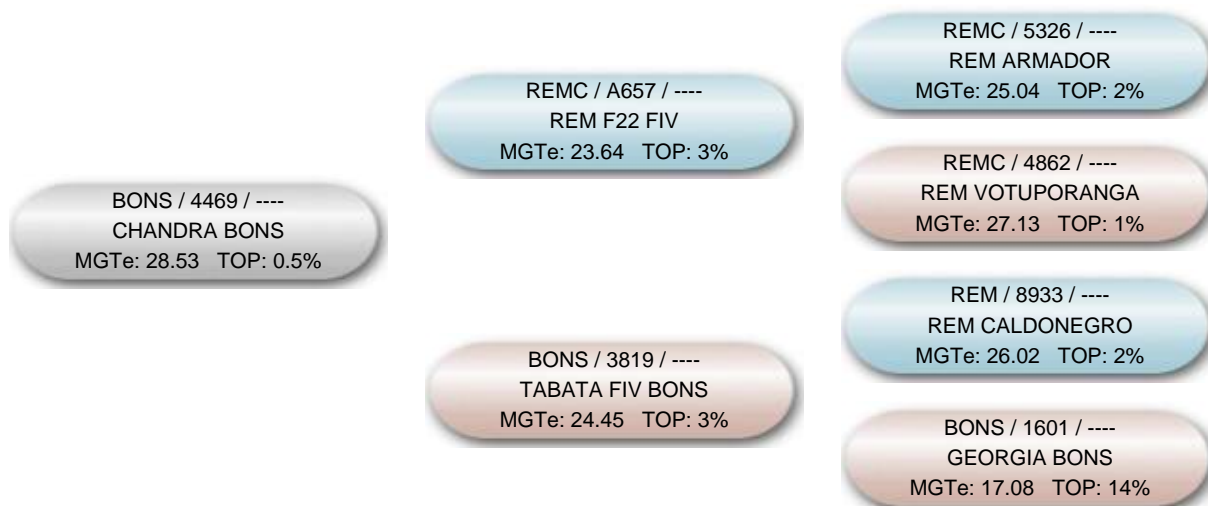 BONS / 4469 / ----
CHANDRA BONS
MGTe: 28.53 TOP: 0.5%
REMC / A657 / ----
REM F22 FIV
MGTe: 23.64 TOP: 3%
BONS / 3819 / ----
TABATA FIV BONS
MGTe: 24.45 TOP: 3%
REMC / 5326 / ----
REM ARMADOR
MGTe: 25.04 TOP: 2%
REMC / 4862 / ----
REM VOTUPORANGA
MGTe: 27.13 TOP: 1%
REM / 8933 / ----
REM CALDONEGRO
MGTe: 26.02 TOP: 2%
BONS / 1601 / ----
GEORGIA BONS
MGTe: 17.08 TOP: 14%